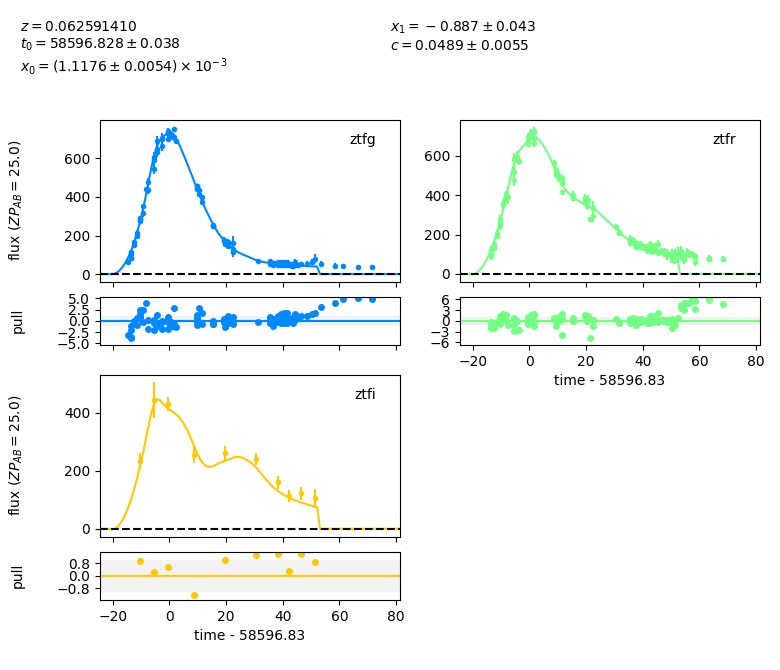 z = 0.062591410
t₀ = 58596.828 ± 0.038
x₀ = (1.1176 ± 0.0054) × 10⁻³
x₁ = −0.887 ± 0.043
c = 0.0489 ± 0.0055
flux (ZP_AB = 25.0)
600
400
200
0
ztfg
pull
5.0
2.5
0.0
−2.5
−5.0
600
400
200
0
ztfr
6
3
0
−3
−6
−20 0 20 40 60 80
time - 58596.83
flux (ZP_AB = 25.0)
400
200
0
ztfi
pull
0.8
0.0
−0.8
−20 0 20 40 60 80
time - 58596.83